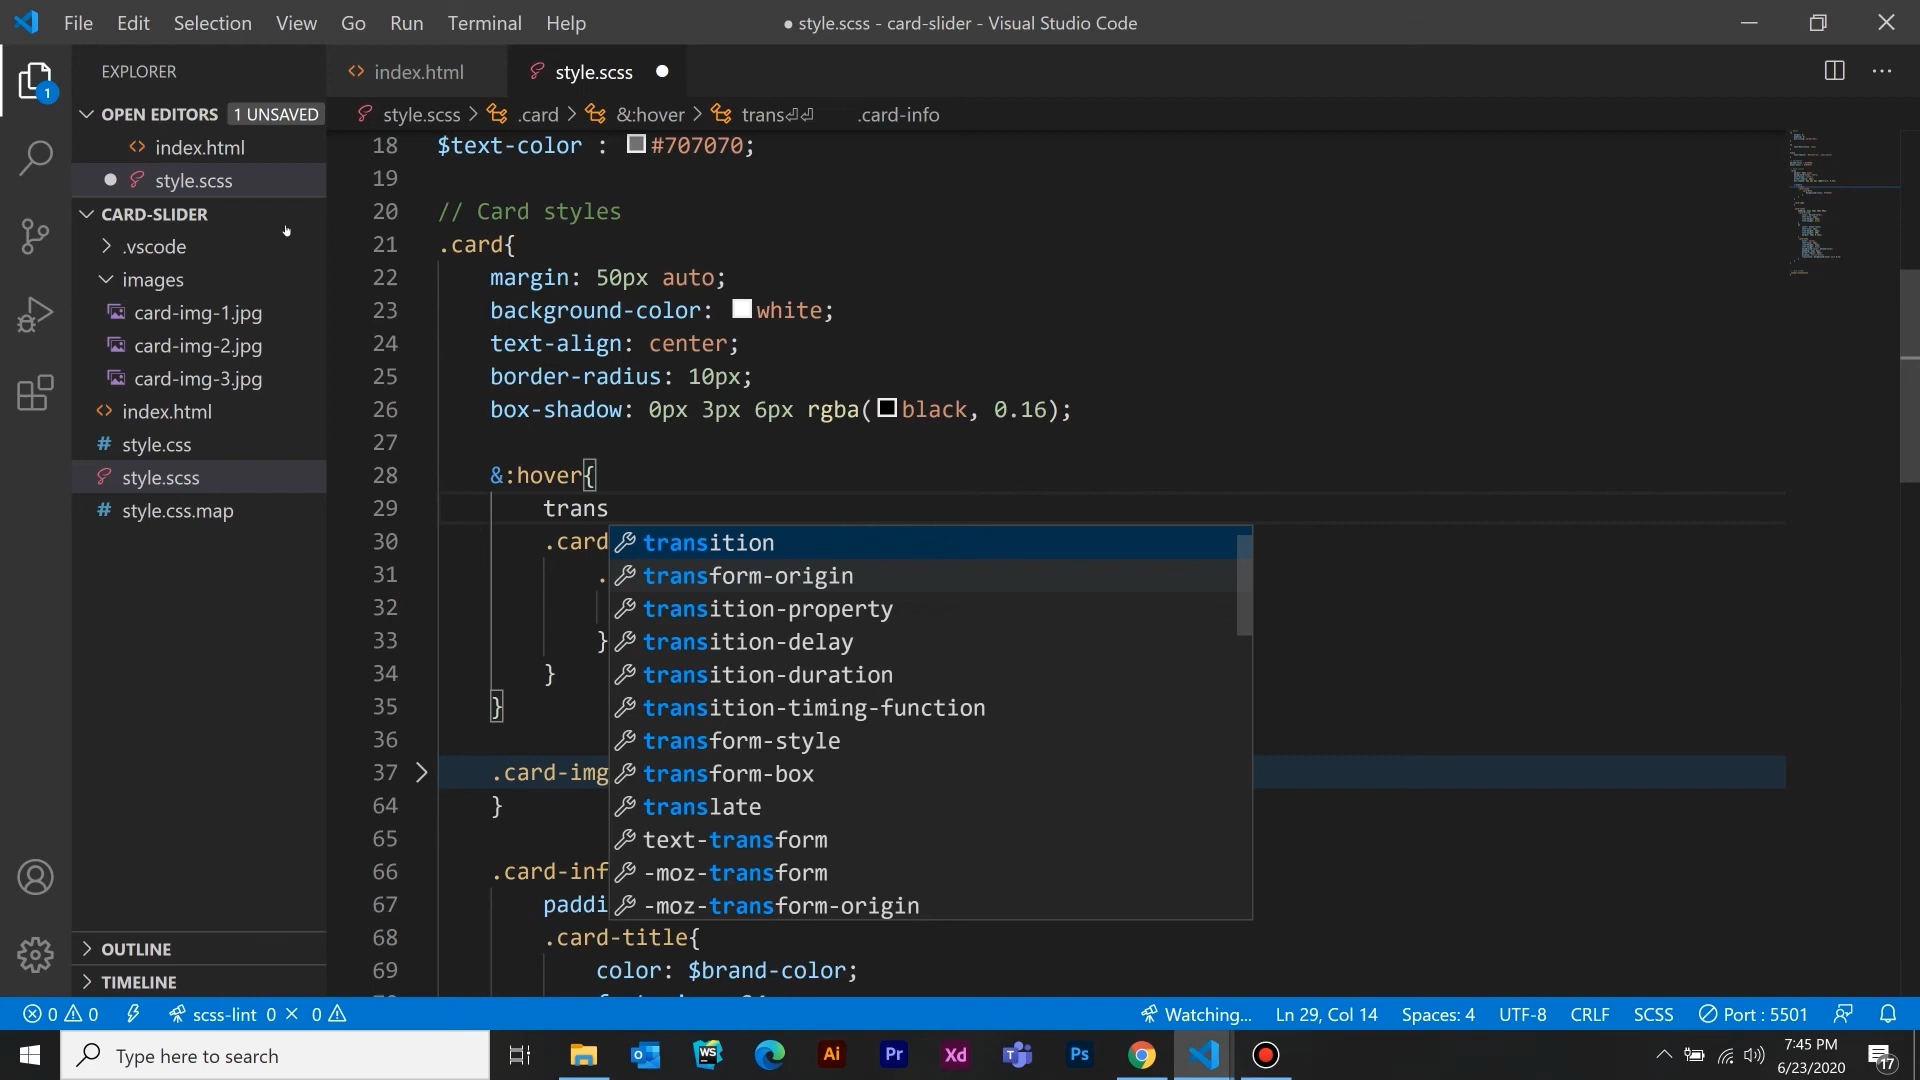 File Edit Selection View Go Run Terminal Help
● style.scss - card-slider - Visual Studio Code
EXPLORER
OPEN EDITORS 1 UNSAVED
index.html
style.scss
CARD-SLIDER
.vscode
images
card-img-1.jpg
card-img-2.jpg
card-img-3.jpg
index.html
# style.css
style.scss
# style.css.map
OUTLINE
TIMELINE
1
index.html style.scss
style.scss > .card > &:hover > trans⏎⏎ .card-info
18 $text-color : #707070;
19
20 // Card styles
21 .card{
22 margin: 50px auto;
23 background-color: white;
24 text-align: center;
25 border-radius: 10px;
26 box-shadow: 0px 3px 6px rgba(black, 0.16);
27
28 &:hover{
29 trans
30 .card
31 .
32
33 }
34 }
35 }
36
37 .card-img
64 }
65
66 .card-inf
67 paddi
68 .card-title{
69 color: $brand-color;
transition
transform-origin
transition-property
transition-delay
transition-duration
transition-timing-function
transform-style
transform-box
translate
text-transform
-moz-transform
-moz-transform-origin
0 0 scss-lint 0 × 0 Watching... Ln 29, Col 14 Spaces: 4 UTF-8 CRLF SCSS Port : 5501
Type here to search
WS Ai Pr Xd Ps
7:45 PM
6/23/2020
17